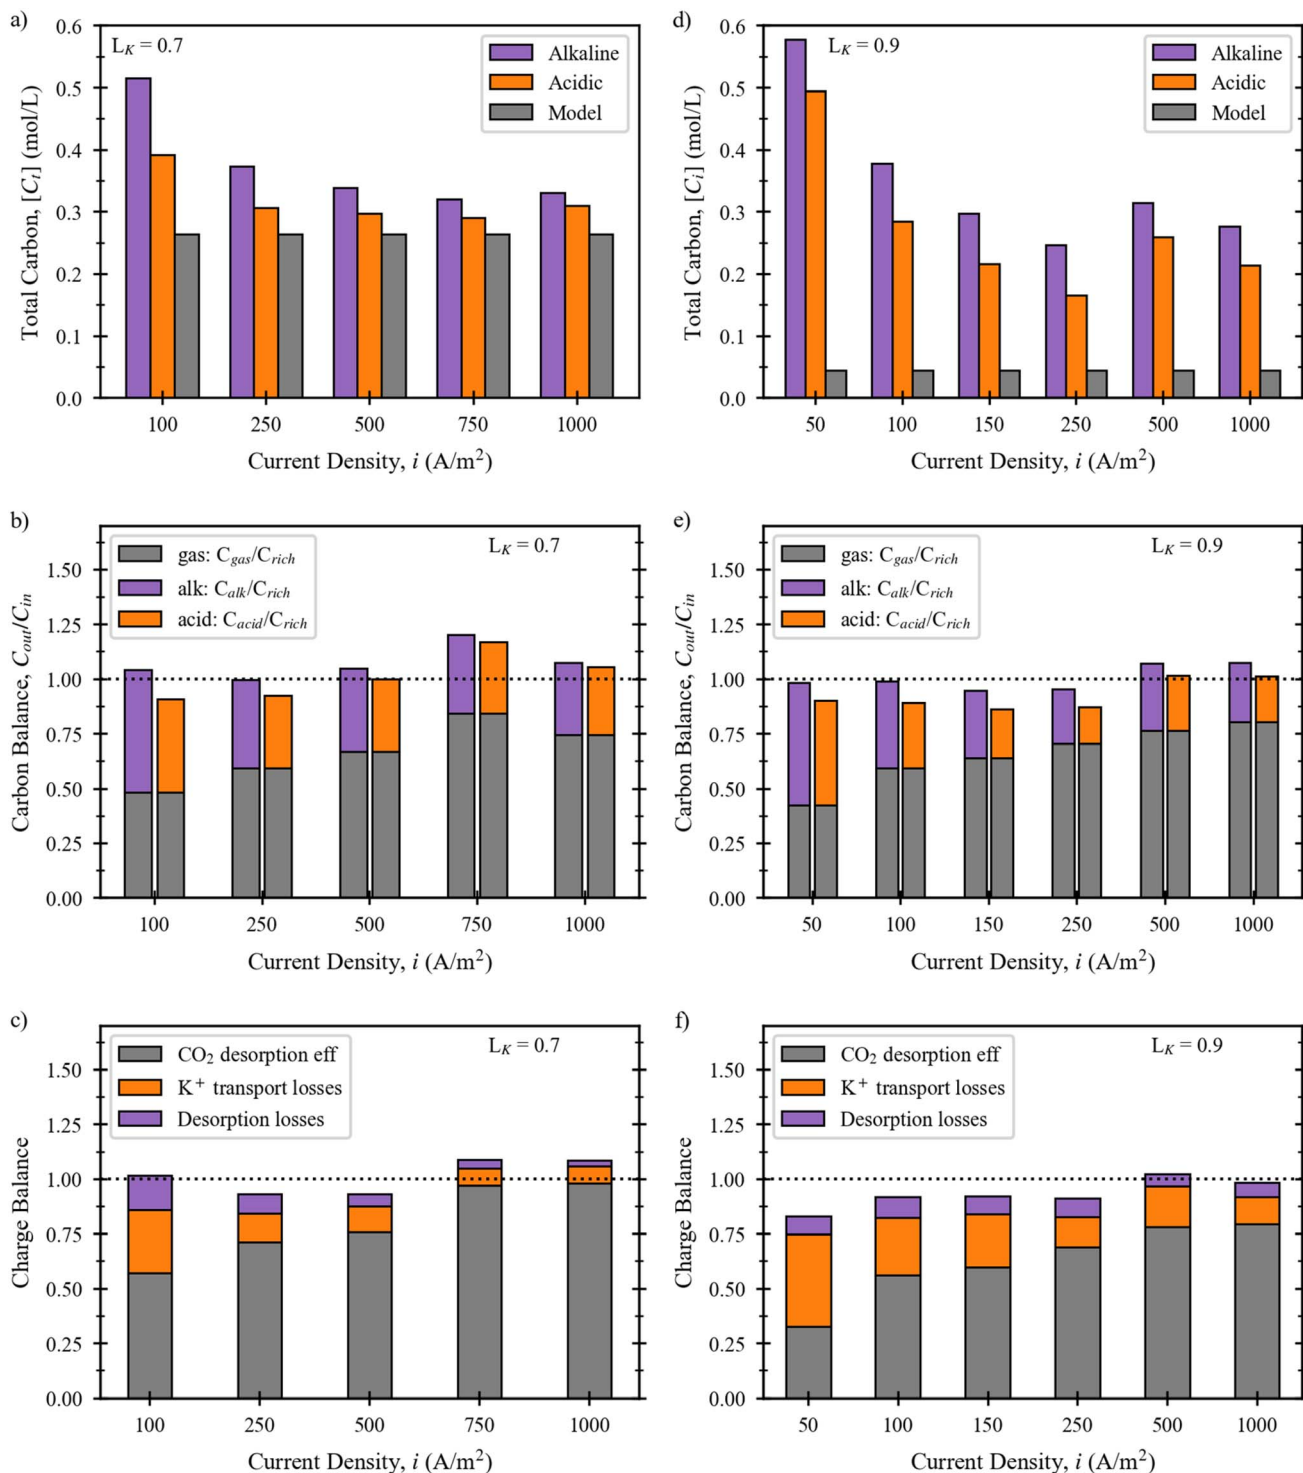 a)
L_K = 0.7
Alkaline
Acidic
Model
Total Carbon, [C_t] (mol/L)
0.6
0.5
0.4
0.3
0.2
0.1
0.0
100 250 500 750 1000
Current Density, i (A/m²)
d)
L_K = 0.9
Alkaline
Acidic
Model
Total Carbon, [C_i] (mol/L)
0.6
0.5
0.4
0.3
0.2
0.1
0.0
50 100 150 250 500 1000
Current Density, i (A/m²)
b)
gas: C_gas/C_rich
alk: C_alk/C_rich
acid: C_acid/C_rich
L_K = 0.7
Carbon Balance, C_out/C_in
1.50
1.25
1.00
0.75
0.50
0.25
0.00
100 250 500 750 1000
Current Density, i (A/m²)
e)
gas: C_gas/C_rich
alk: C_alk/C_rich
acid: C_acid/C_rich
L_K = 0.9
Carbon Balance, C_out/C_in
1.50
1.25
1.00
0.75
0.50
0.25
0.00
50 100 150 250 500 1000
Current Density, i (A/m²)
c)
CO₂ desorption eff
K⁺ transport losses
Desorption losses
L_K = 0.7
Charge Balance
1.50
1.25
1.00
0.75
0.50
0.25
0.00
100 250 500 750 1000
Current Density, i (A/m²)
f)
CO₂ desorption eff
K⁺ transport losses
Desorption losses
L_K = 0.9
Charge Balance
1.50
1.25
1.00
0.75
0.50
0.25
0.00
50 100 150 250 500 1000
Current Density, i (A/m²)